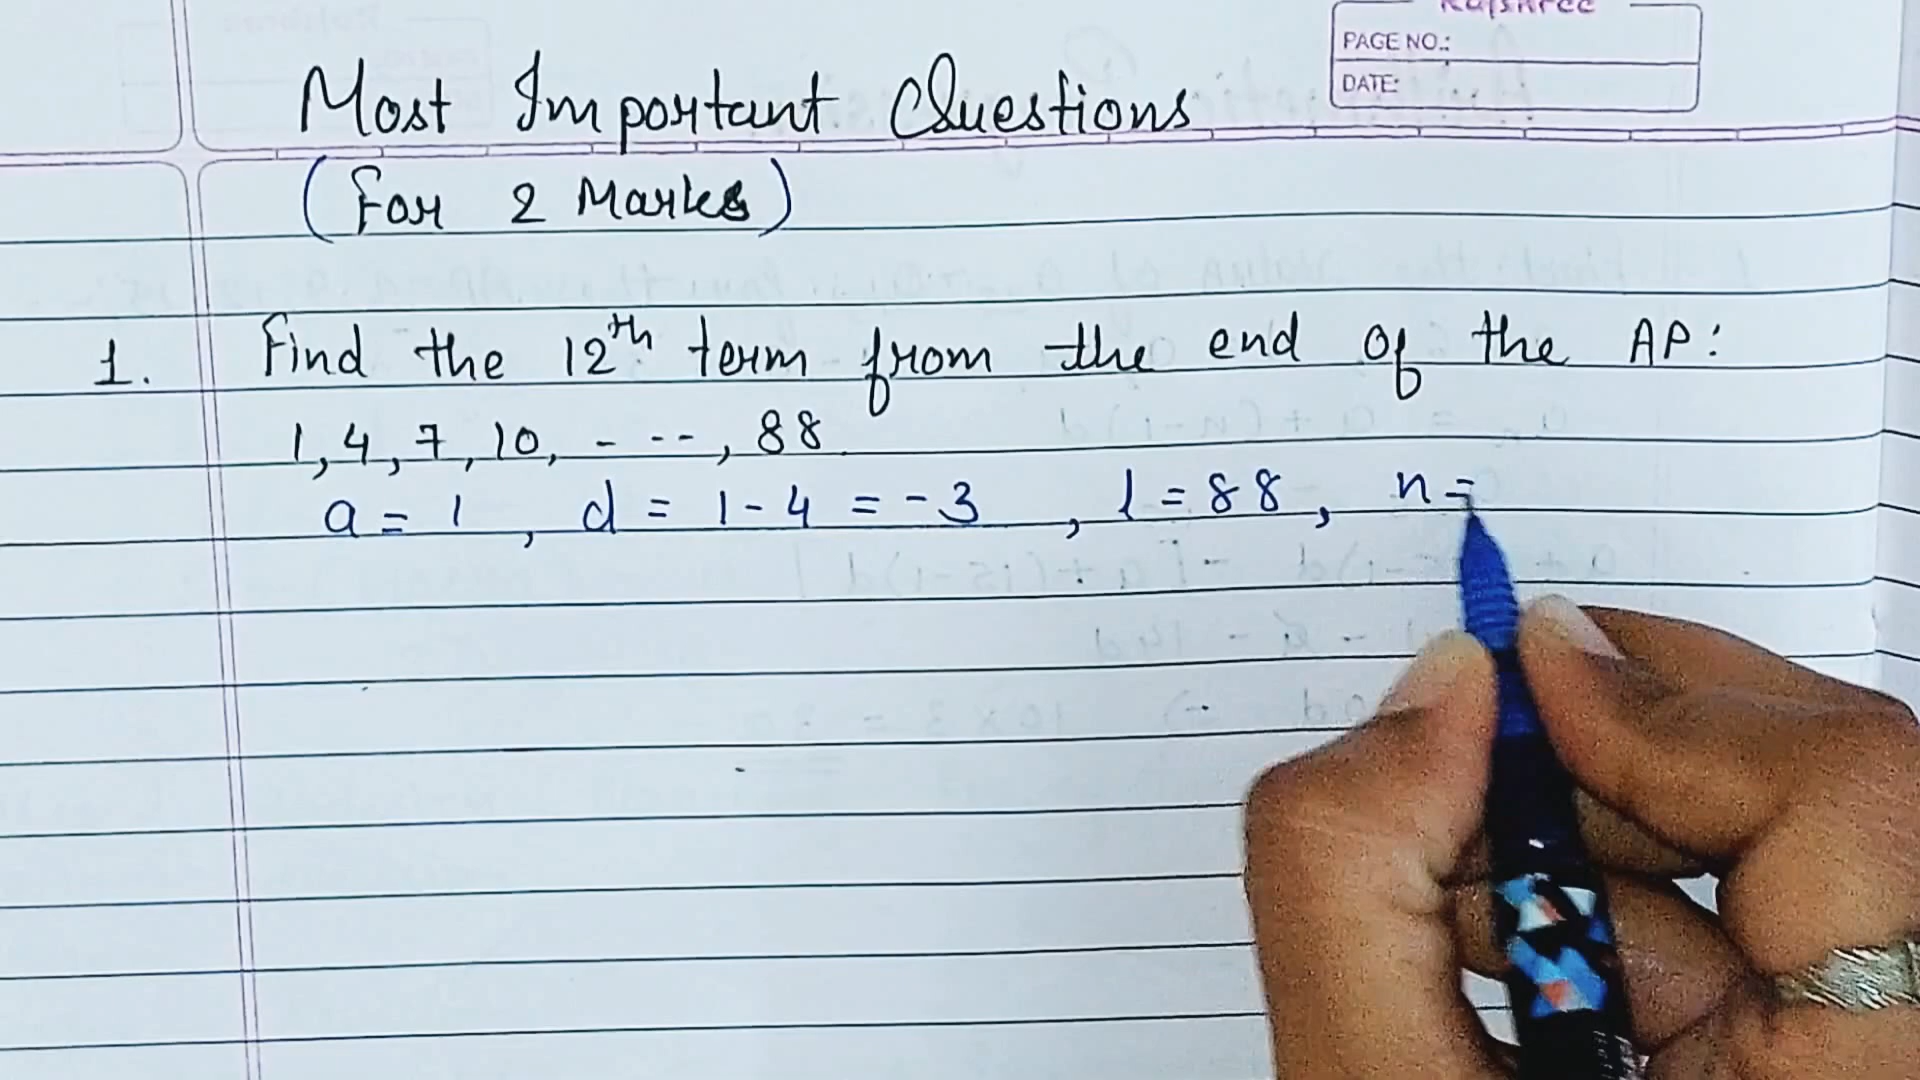 Rajshree
PAGE NO.:
DATE:
Most Important Questions
(For 2 Marks)
1. Find the 12th term from the end of the AP:
1, 4, 7, 10, - - - -, 88
a = 1 , d = 1 - 4 = -3 , l = 88 , n =